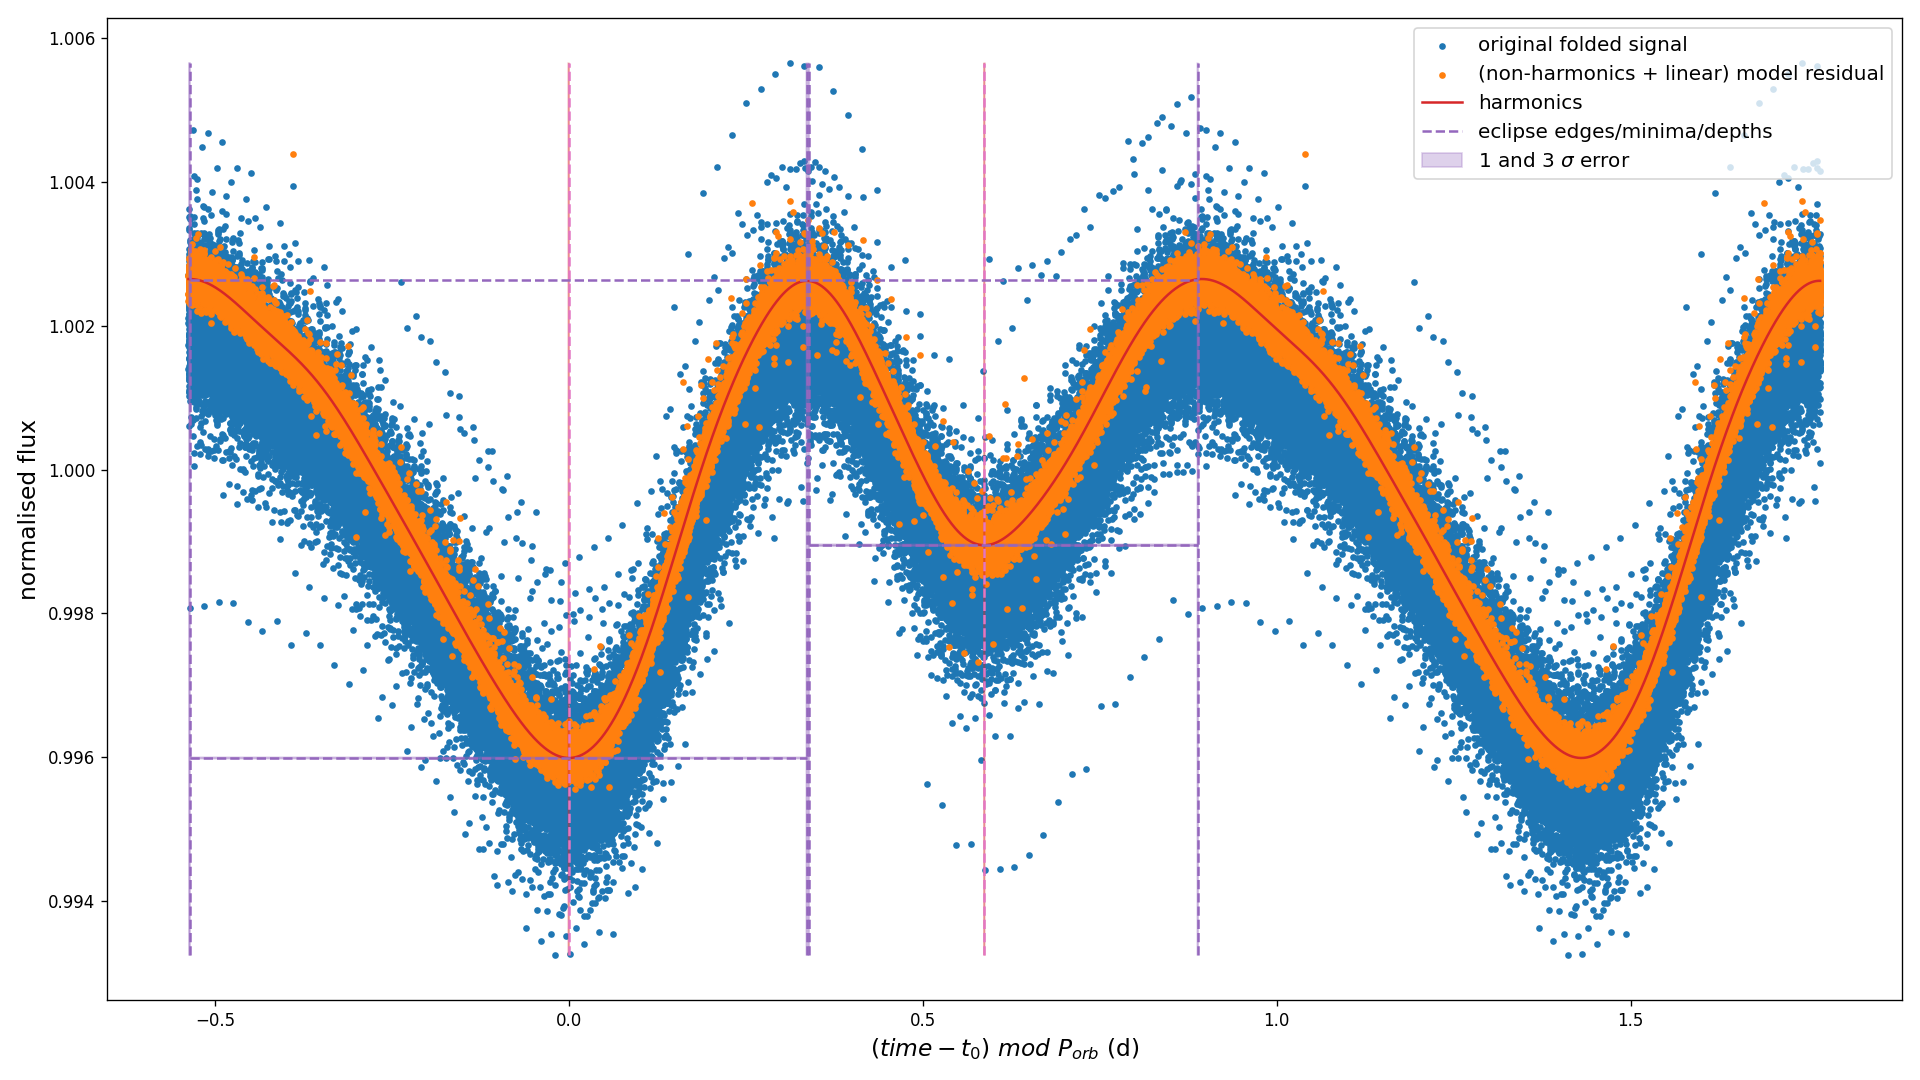 1.006
1.004
1.002
1.000
0.998
0.996
0.994
normalised flux
original folded signal
(non-harmonics + linear) model residual
harmonics
eclipse edges/minima/depths
1 and 3 σ error
−0.5
0.0
0.5
1.0
1.5
(time − t₀) mod Pₒᵣb (d)